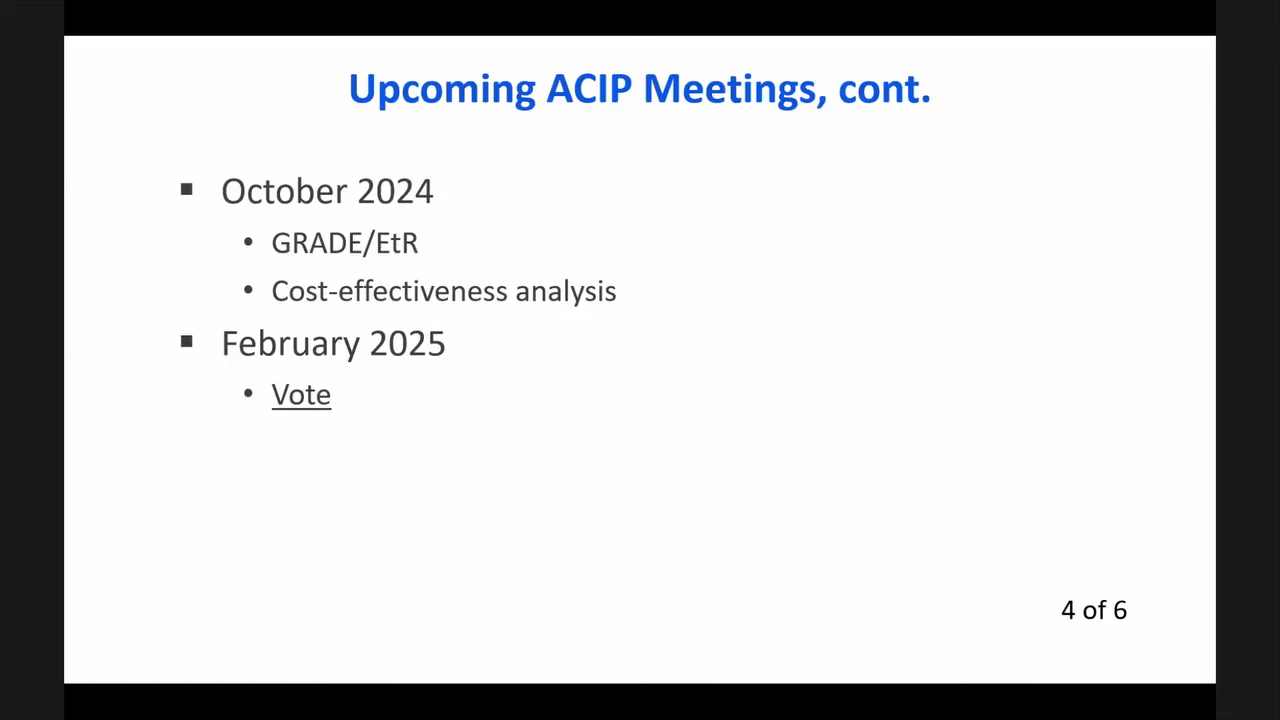 Upcoming ACIP Meetings, cont.
▪ October 2024
• GRADE/EtR
• Cost-effectiveness analysis
▪ February 2025
• Vote
4 of 6